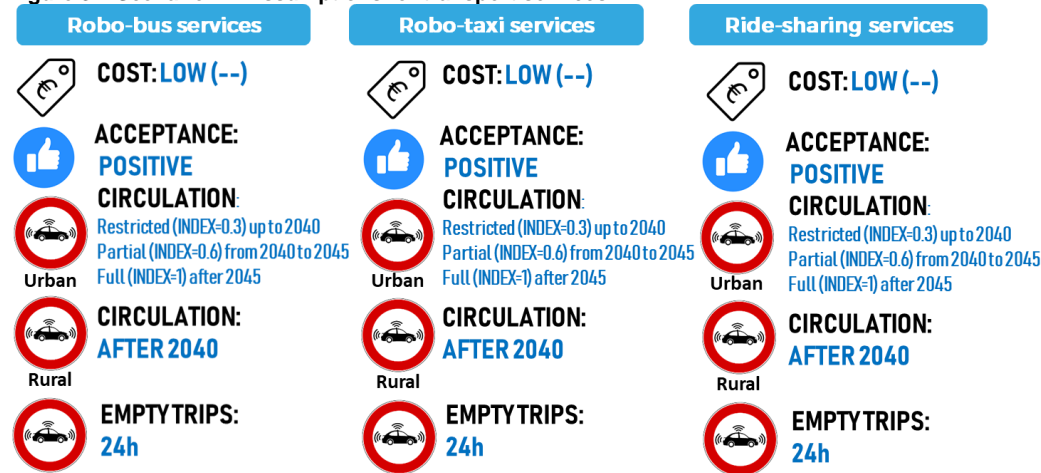 Robo-bus services
COST: LOW (--)
ACCEPTANCE:
POSITIVE
CIRCULATION:
Restricted (INDEX=0.3) up to 2040
Partial (INDEX=0.6) from 2040 to 2045
Full (INDEX=1) after 2045
Urban
CIRCULATION:
AFTER 2040
Rural
EMPTY TRIPS:
24h
Robo-taxi services
COST: LOW (--)
ACCEPTANCE:
POSITIVE
CIRCULATION:
Restricted (INDEX=0.3) up to 2040
Partial (INDEX=0.6) from 2040 to 2045
Full (INDEX=1) after 2045
Urban
CIRCULATION:
AFTER 2040
Rural
EMPTY TRIPS:
24h
Ride-sharing services
COST: LOW (--)
ACCEPTANCE:
POSITIVE
CIRCULATION:
Restricted (INDEX=0.3) up to 2040
Partial (INDEX=0.6) from 2040 to 2045
Full (INDEX=1) after 2045
Urban
CIRCULATION:
AFTER 2040
Rural
EMPTY TRIPS:
24h